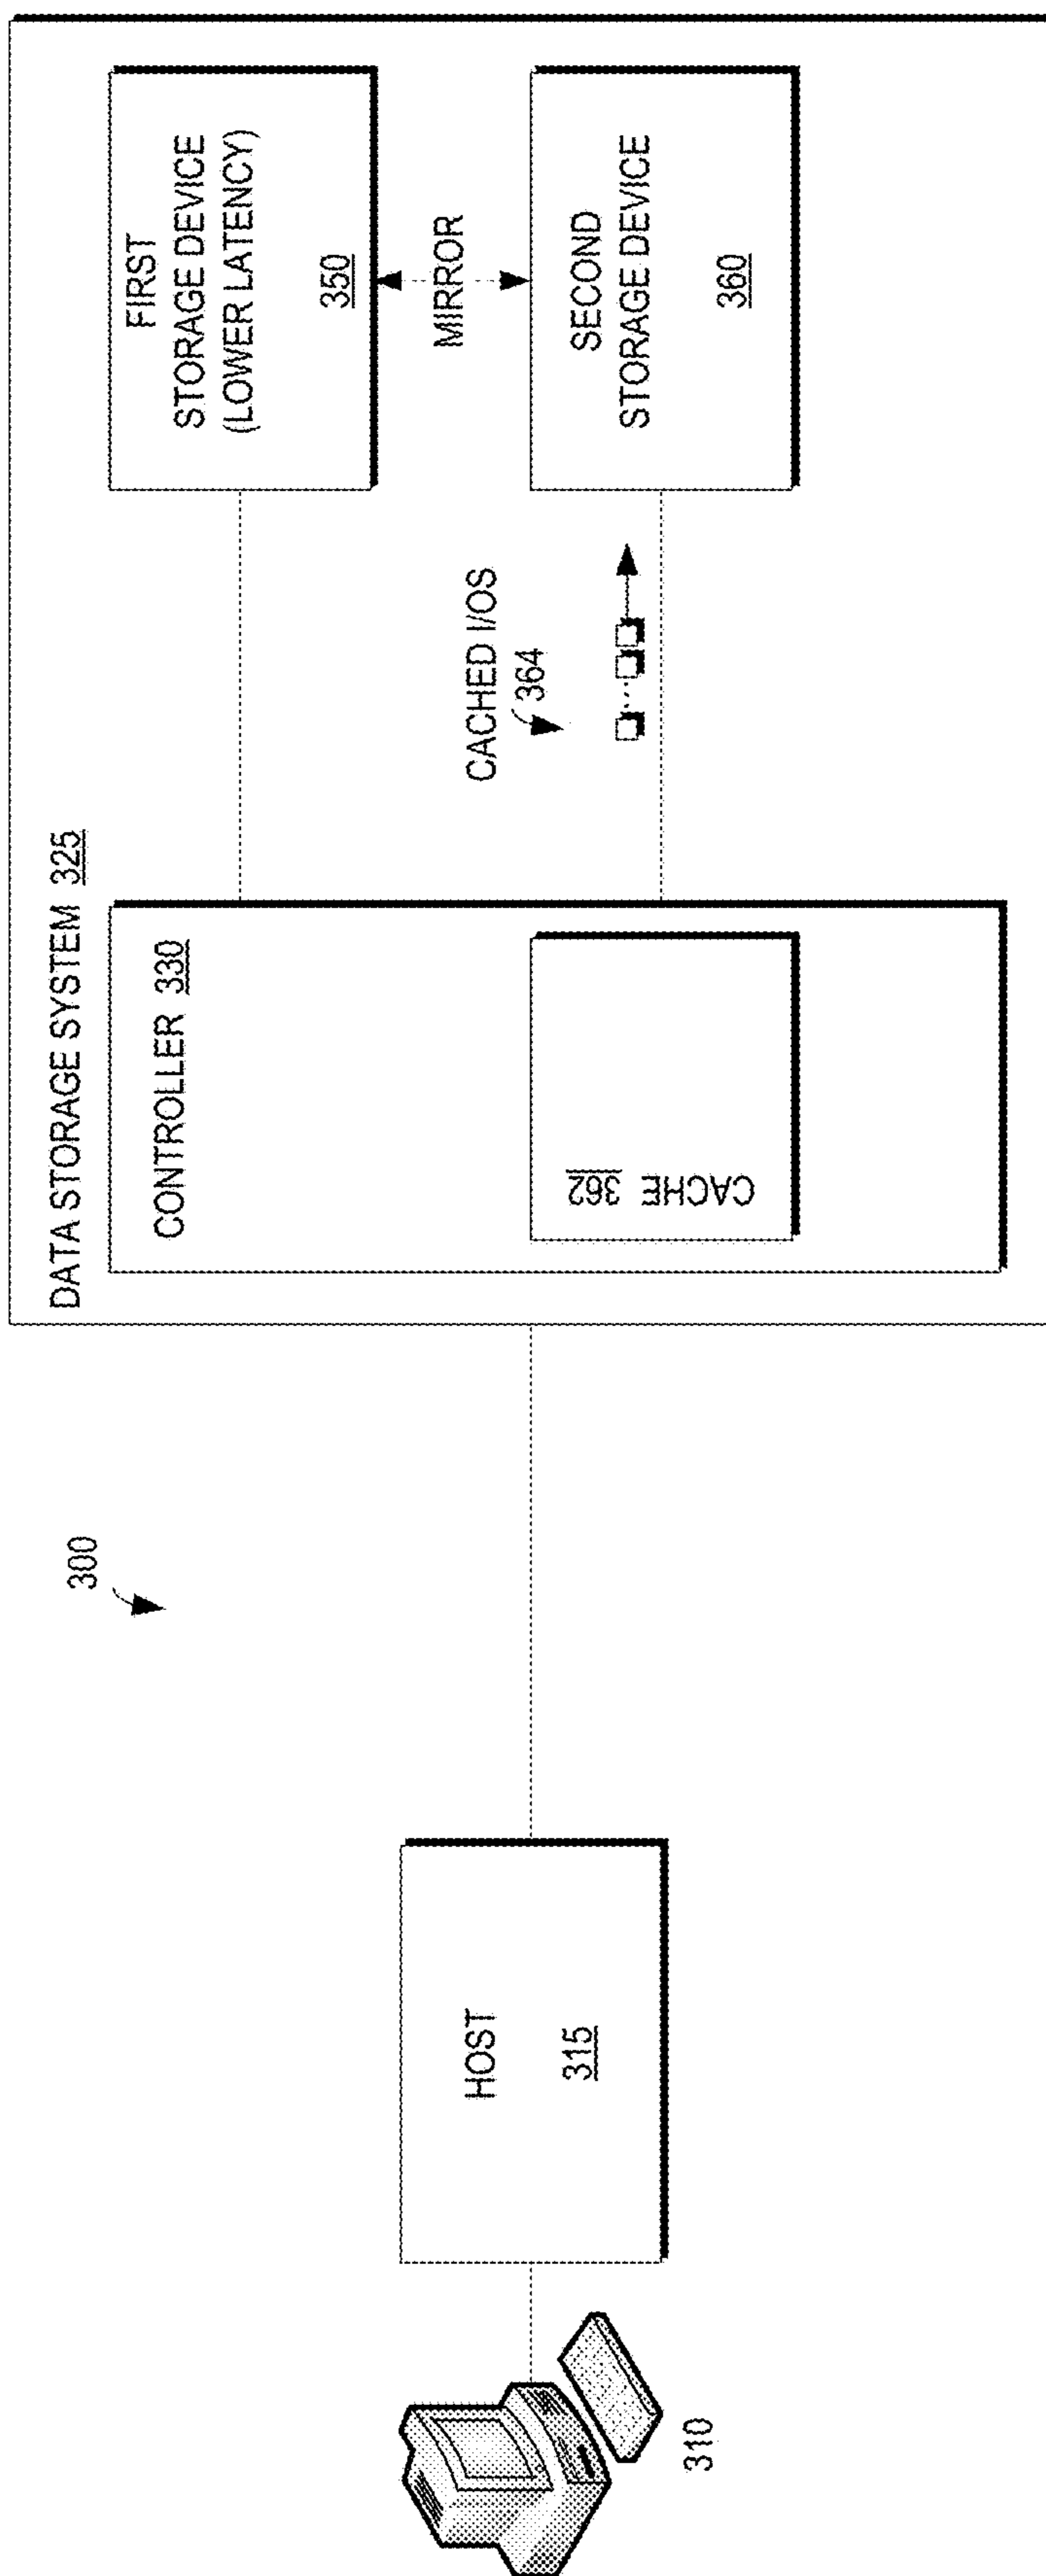 300
310
HOST
315
DATA STORAGE SYSTEM 325
CONTROLLER 330
CACHE 362
CACHED I/OS
364
FIRST
STORAGE DEVICE
(LOWER LATENCY)
350
MIRROR
SECOND
STORAGE DEVICE
360